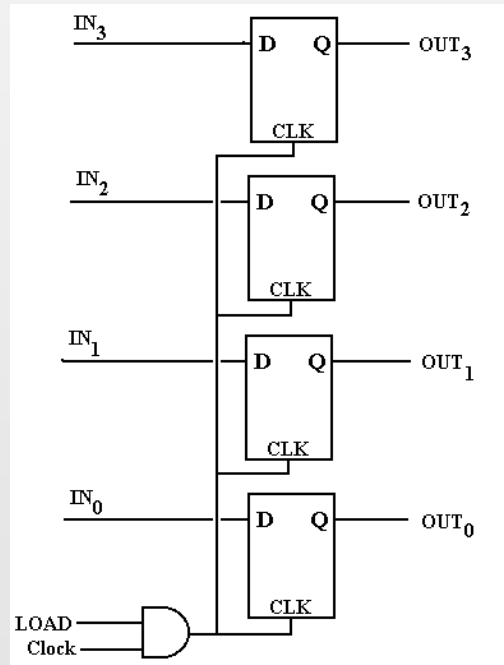 IN3
D Q OUT3
CLK
IN2
D Q OUT2
CLK
IN1
D Q OUT1
CLK
IN0
D Q OUT0
CLK
LOAD
Clock